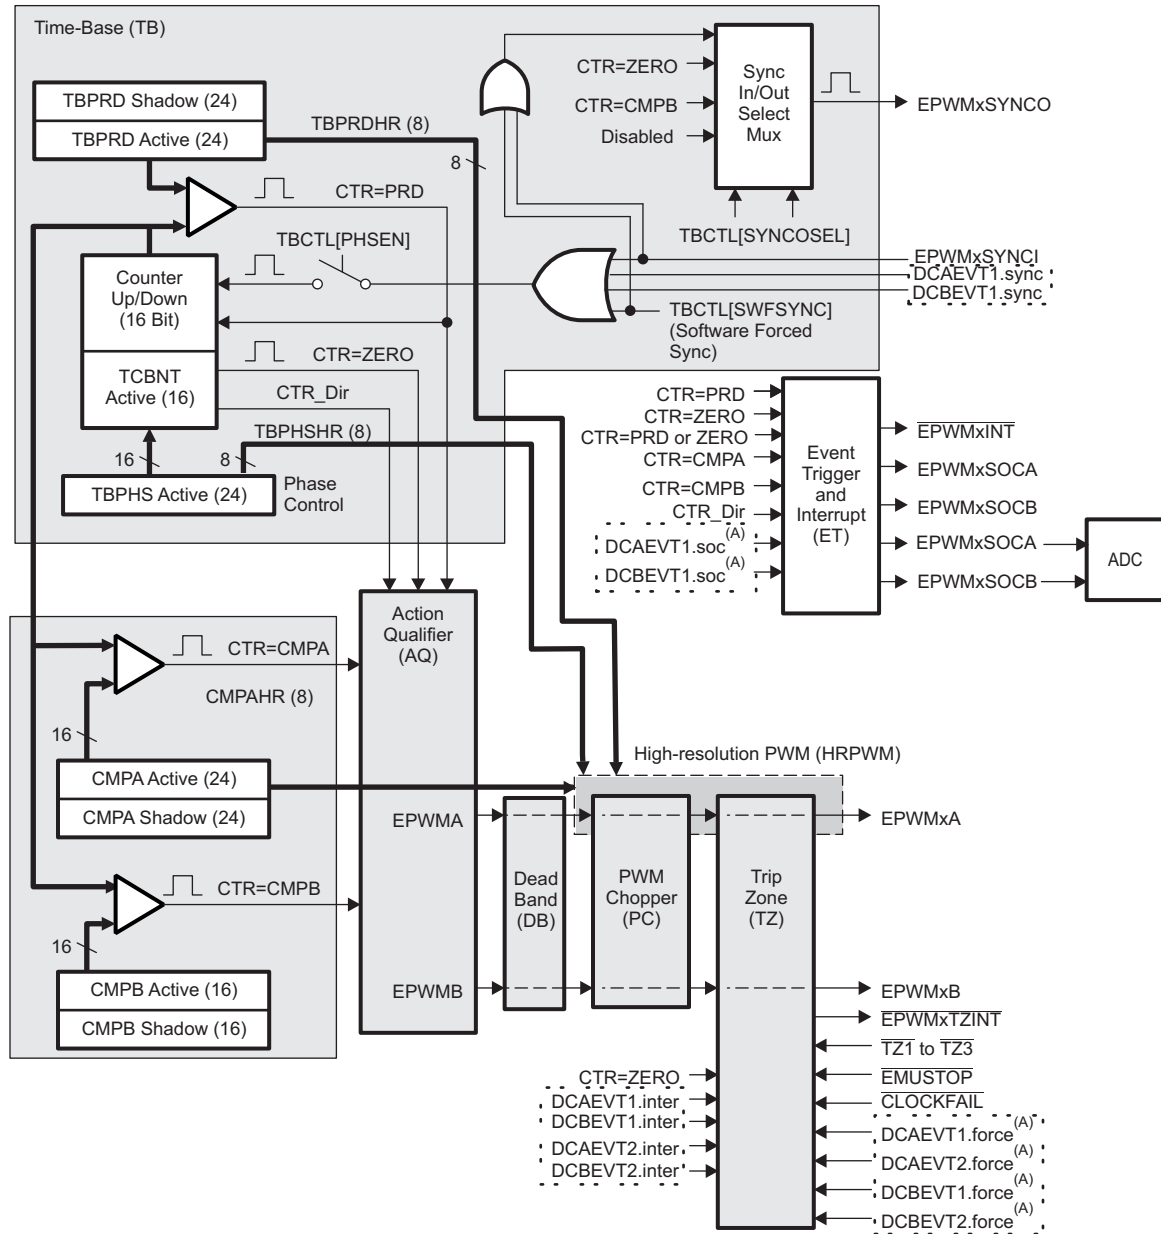 Time-Base (TB)
TBPRD Shadow (24)
TBPRD Active (24)
TBPRDHR (8)
8
CTR=PRD
TBCTL[PHSEN]
Counter
Up/Down
(16 Bit)
TCBNT
Active (16)
CTR=ZERO
CTR_Dir
TBPHSHR (8)
16
8
TBPHS Active (24)
Phase
Control
CTR=ZERO
CTR=CMPB
Disabled
Sync
In/Out
Select
Mux
EPWMxSYNCO
TBCTL[SYNCOSEL]
EPWMxSYNCI
DCAEVT1.sync
DCBEVT1.sync
TBCTL[SWFSYNC]
(Software Forced
Sync)
CTR=PRD
CTR=ZERO
CTR=PRD or ZERO
CTR=CMPA
CTR=CMPB
CTR_Dir
DCAEVT1.soc(A)
DCBEVT1.soc(A)
Event
Trigger
and
Interrupt
(ET)
EPWMxINT
EPWMxSOCA
EPWMxSOCB
EPWMxSOCA
EPWMxSOCB
ADC
Action
Qualifier
(AQ)
CTR=CMPA
CMPAHR (8)
16
CMPA Active (24)
CMPA Shadow (24)
CTR=CMPB
16
CMPB Active (16)
CMPB Shadow (16)
EPWMA
EPWMB
High-resolution PWM (HRPWM)
Dead
Band
(DB)
PWM
Chopper
(PC)
Trip
Zone
(TZ)
EPWMxA
EPWMxB
EPWMxTZINT
TZ1 to TZ3
EMUSTOP
CLOCKFAIL
DCAEVT1.force(A)
DCAEVT2.force(A)
DCBEVT1.force(A)
DCBEVT2.force(A)
CTR=ZERO
DCAEVT1.inter
DCBEVT1.inter
DCAEVT2.inter
DCBEVT2.inter